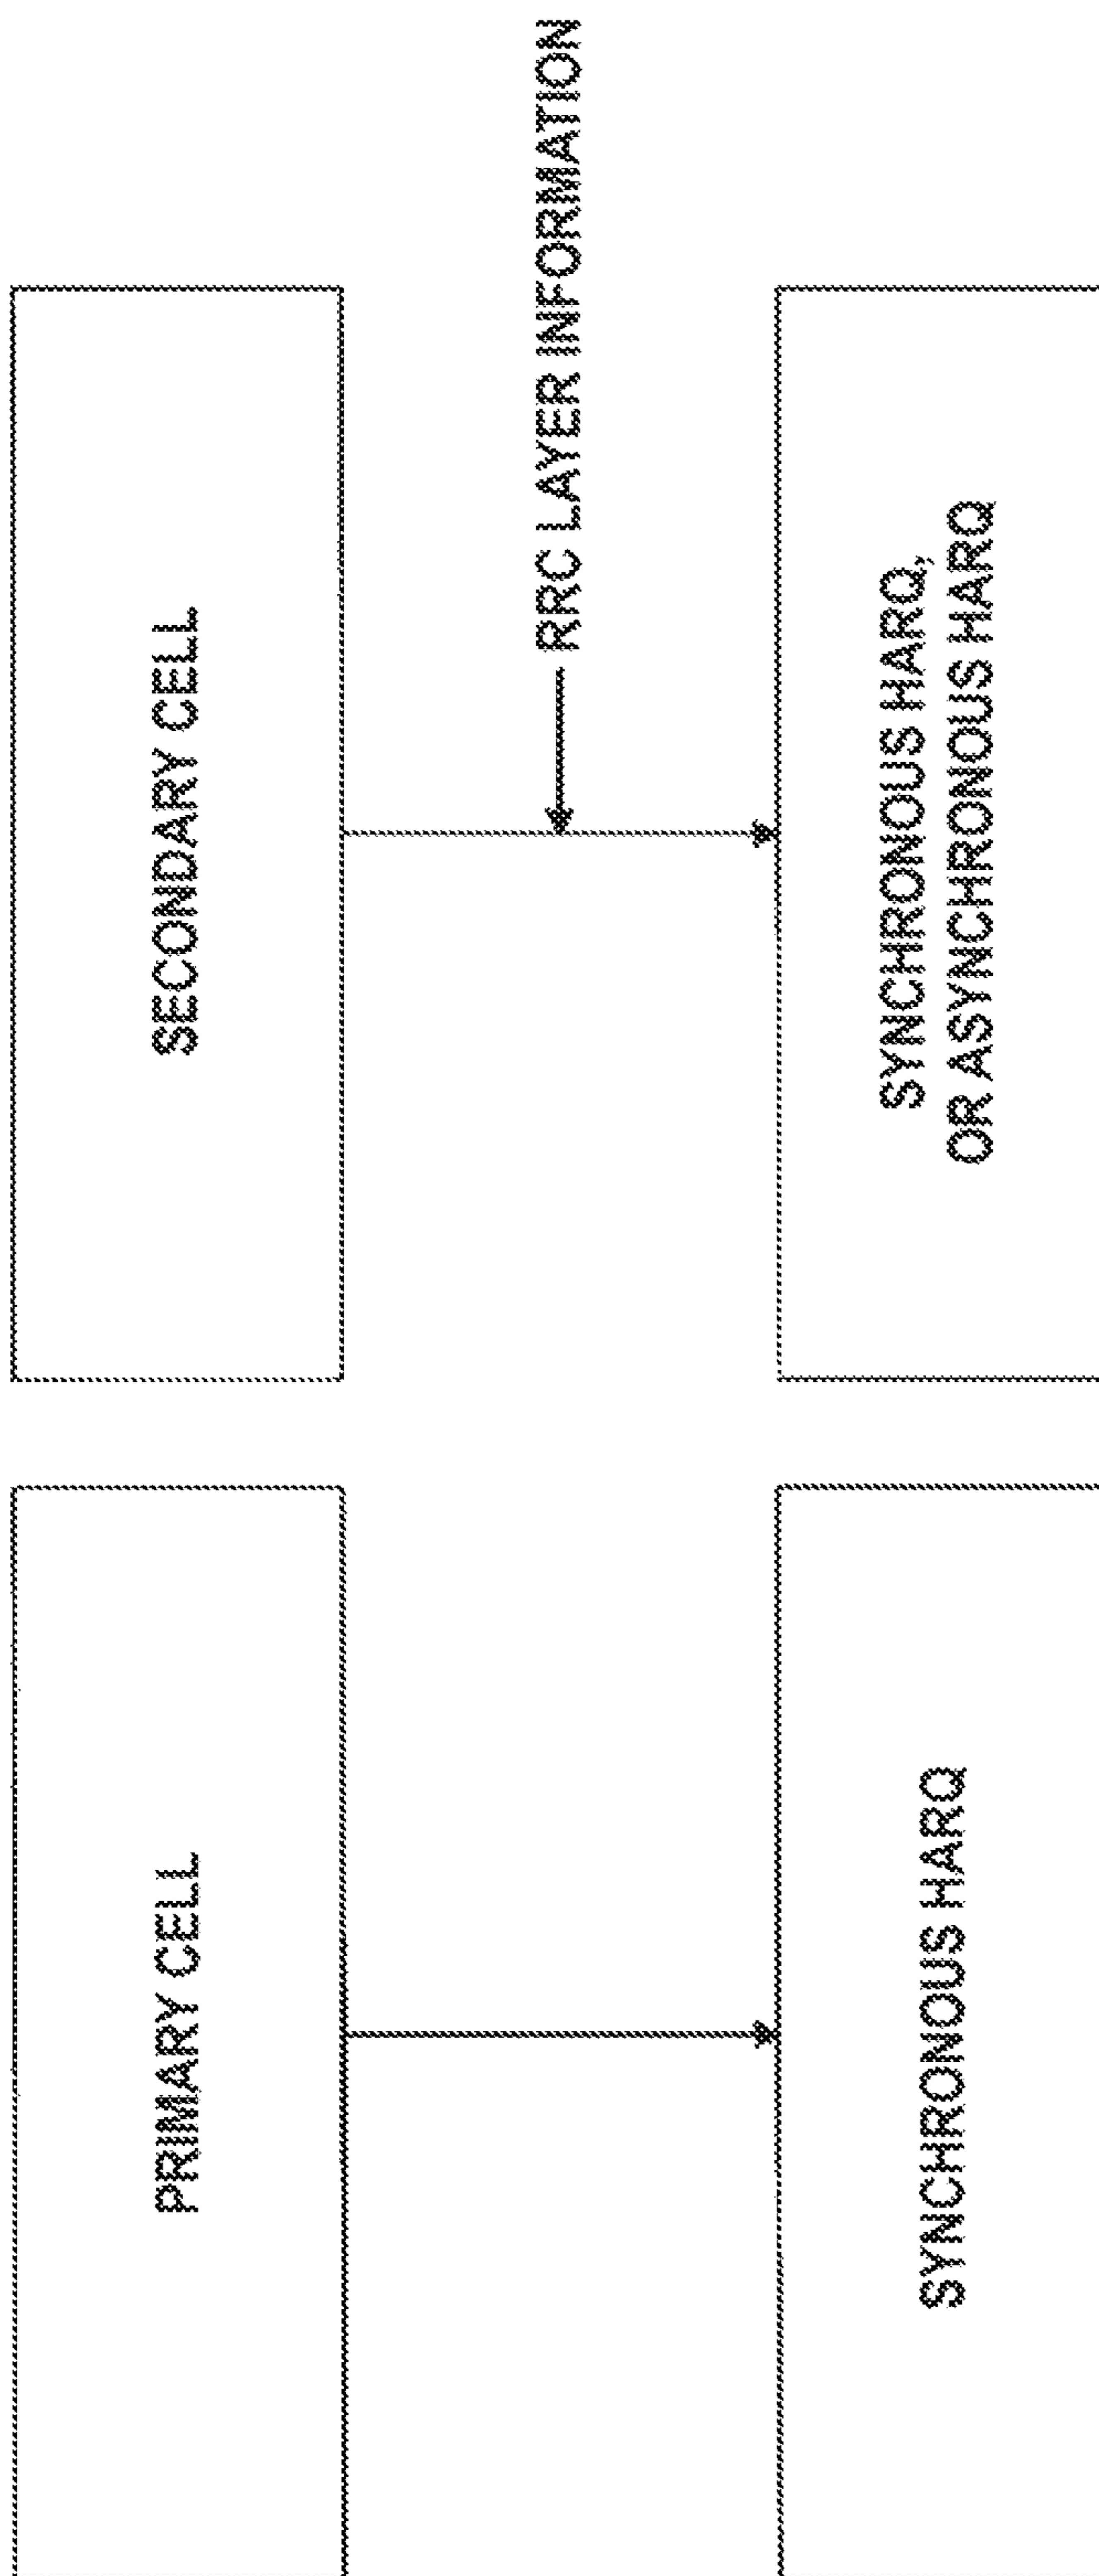 PRIMARY CELL
SECONDARY CELL
RRC LAYER INFORMATION
SYNCHRONOUS HARQ
SYNCHRONOUS HARQ,
OR ASYNCHRONOUS HARQ